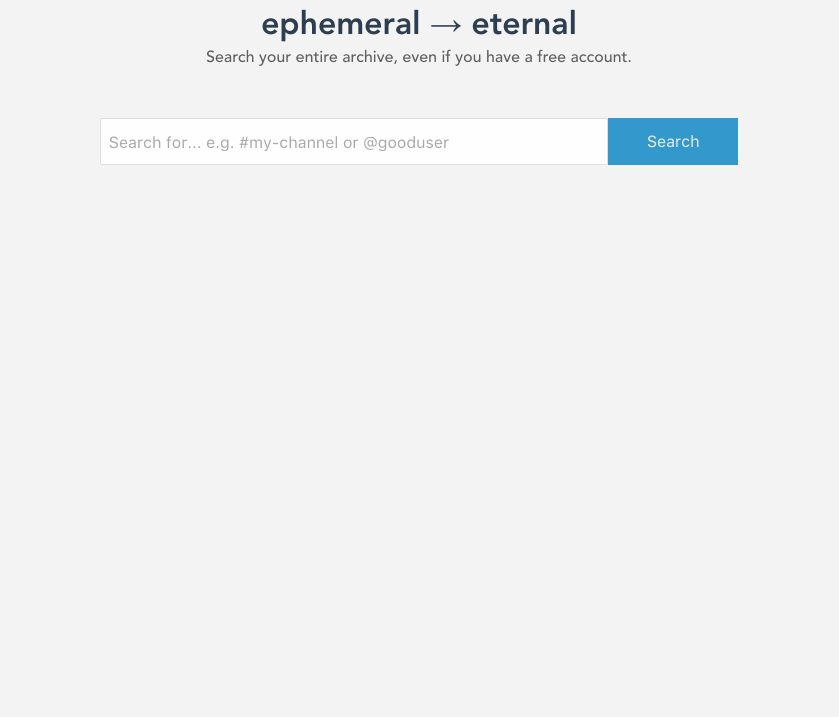 ephemeral → eternal
Search your entire archive, even if you have a free account.
Search for... e.g. #my-channel or @gooduser
Search